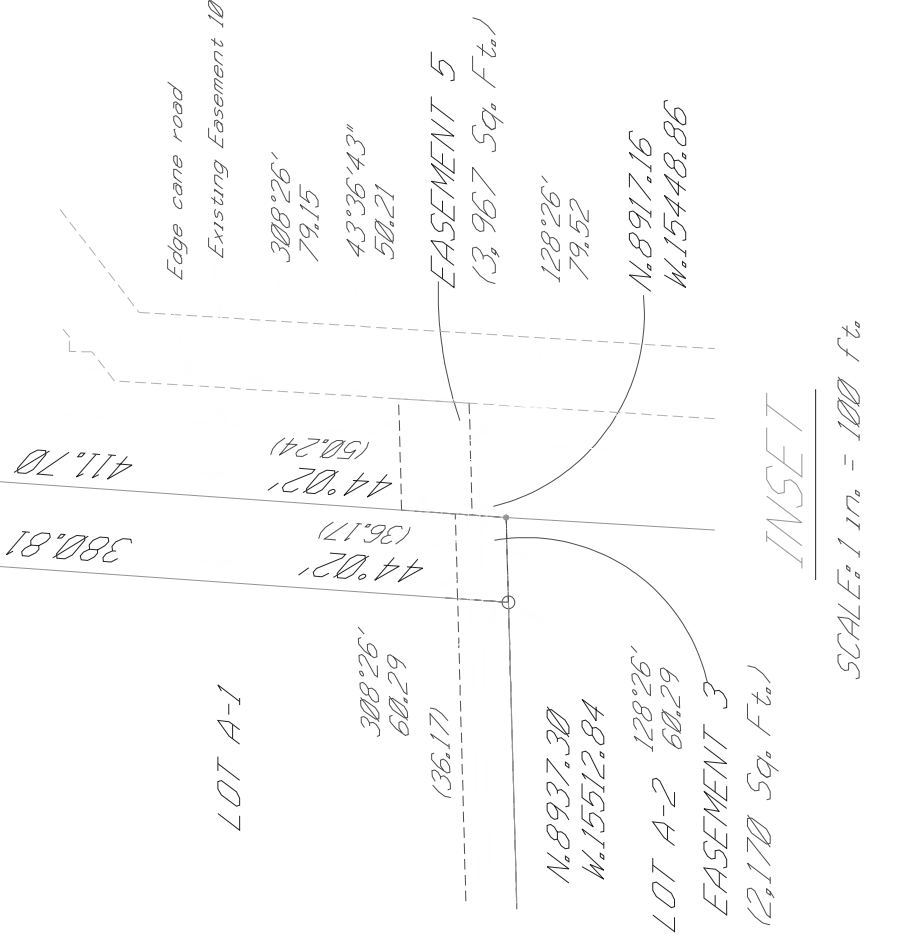 Edge cane road
Existing Easement 10
308°26'
79.15
43°36'43"
50.21
EASEMENT 5
(3,967 Sq. Ft.)
128°26'
79.52
N.8917.16
W.15448.86
411.70
44°02'
(50.24)
380.81
44°02'
(36.17)
LOT A-1
308°26'
60.29
(36.17)
N.8937.30
W.15512.84
LOT A-2
128°26'
60.29
EASEMENT 3
(2,170 Sq. Ft.)
INSET
SCALE: 1 in. = 100 ft.